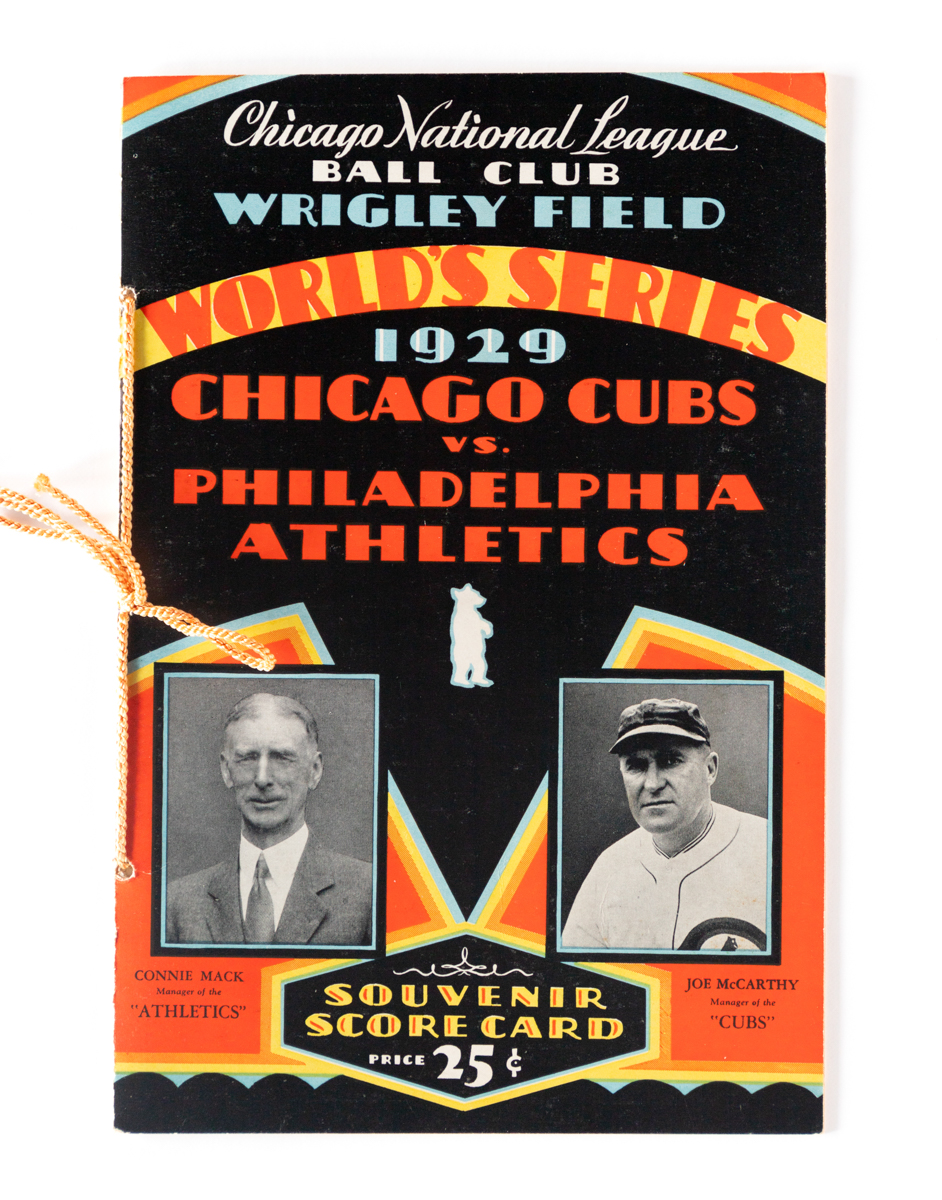 Chicago National League
BALL CLUB
WRIGLEY FIELD
WORLD'S SERIES
1929
CHICAGO CUBS
VS.
PHILADELPHIA
ATHLETICS
CONNIE MACK
Manager of the
"ATHLETICS"
JOE McCARTHY
Manager of the
"CUBS"
SOUVENIR
SCORE CARD
PRICE 25¢